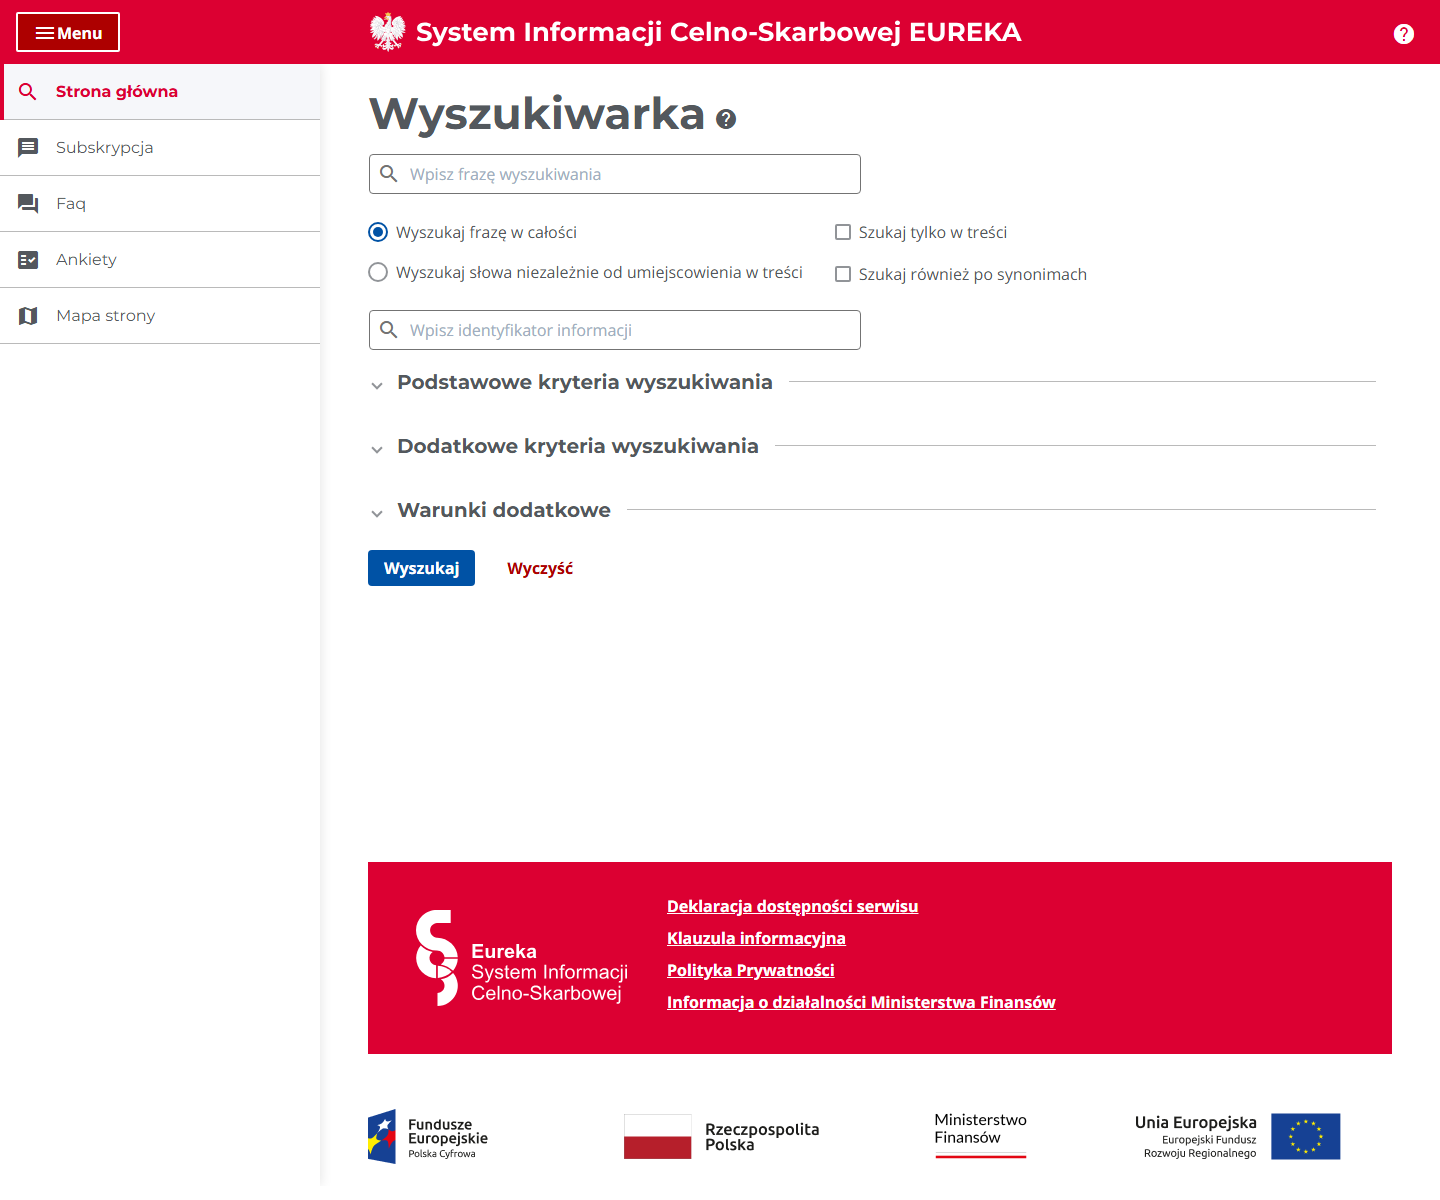 Menu
System Informacji Celno-Skarbowej EUREKA
Strona główna
Subskrypcja
Faq
Ankiety
Mapa strony
Wyszukiwarka
Wpisz frazę wyszukiwania
Wyszukaj frazę w całości
Szukaj tylko w treści
Wyszukaj słowa niezależnie od umiejscowienia w treści
Szukaj również po synonimach
Wpisz identyfikator informacji
Podstawowe kryteria wyszukiwania
Dodatkowe kryteria wyszukiwania
Warunki dodatkowe
Wyszukaj
Wyczyść
Eureka
System Informacji
Celno-Skarbowej
Deklaracja dostępności serwisu
Klauzula informacyjna
Polityka Prywatności
Informacja o działalności Ministerstwa Finansów
Fundusze
Europejskie
Polska Cyfrowa
Rzeczpospolita
Polska
Ministerstwo
Finansów
Unia Europejska
Europejski Fundusz
Rozwoju Regionalnego